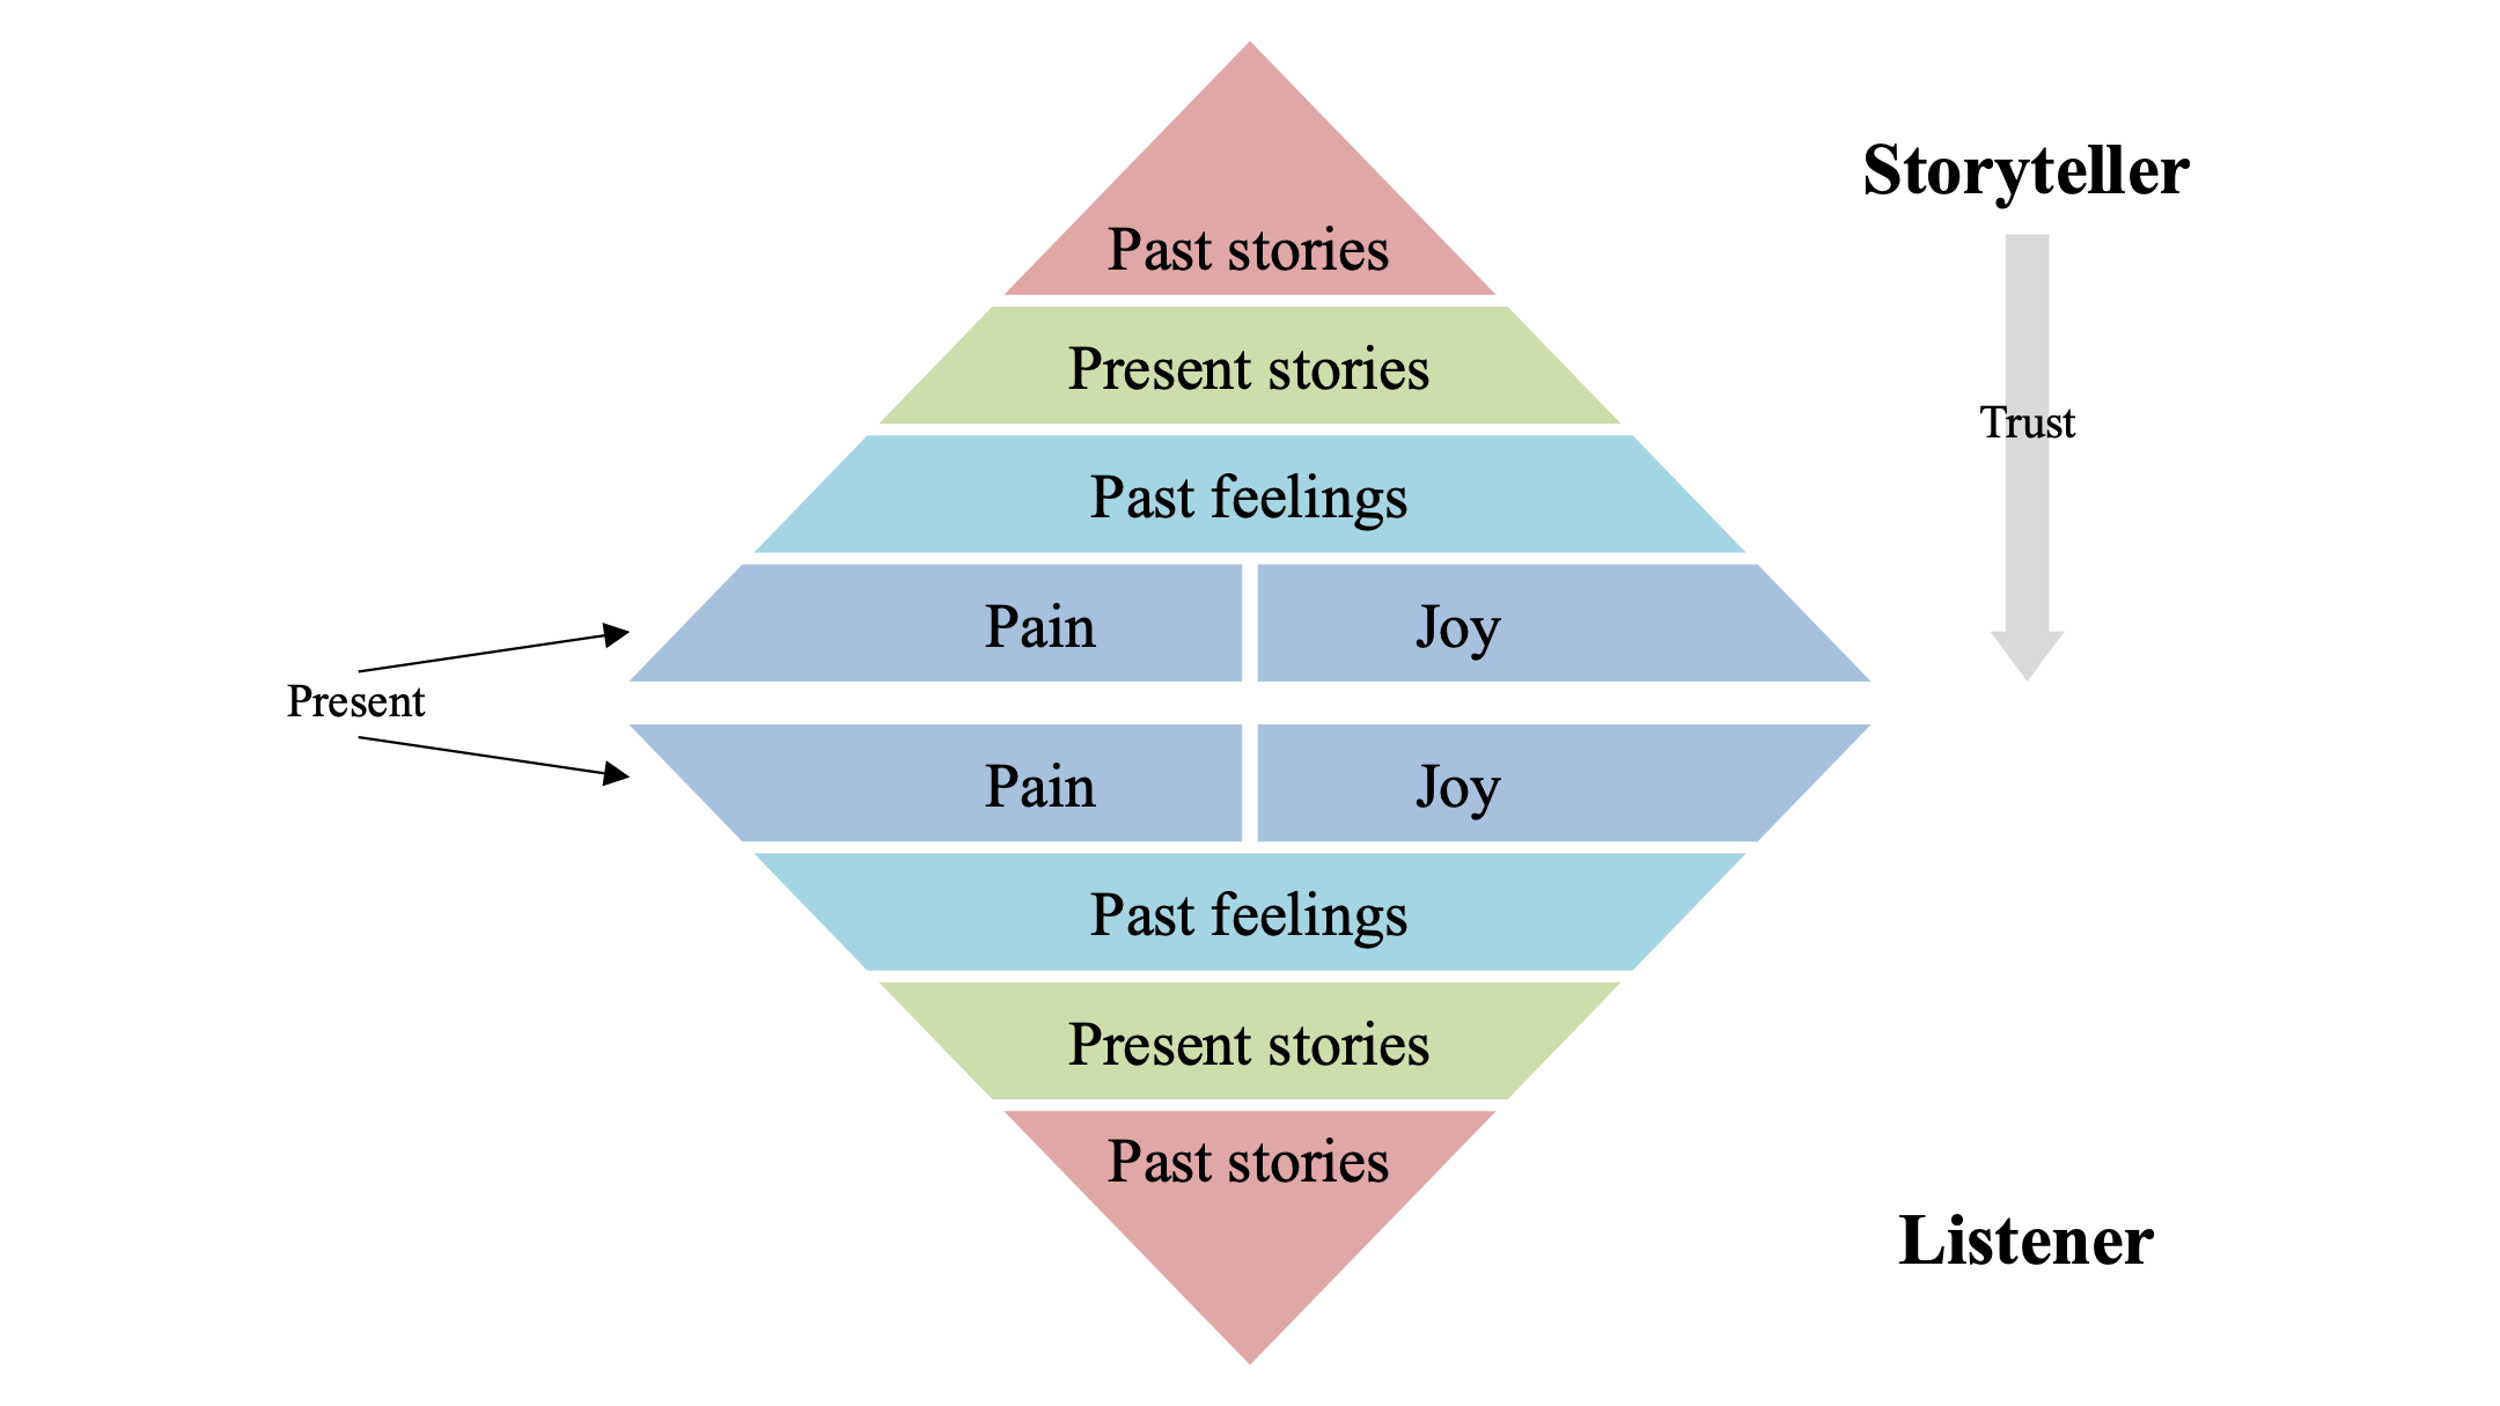 Storyteller
Past stories
Present stories
Trust
Past feelings
Pain
Joy
Present
Pain
Joy
Past feelings
Present stories
Past stories
Listener